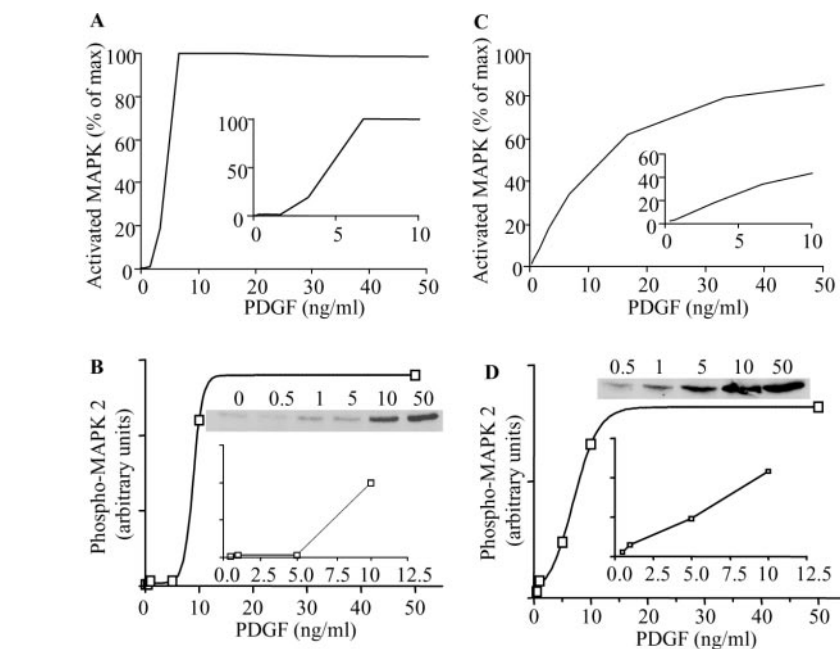 A
Activated MAPK (% of max)
100
80
60
40
20
0
0 10 20 30 40 50
PDGF (ng/ml)
100
50
0
0 5 10
C
Activated MAPK (% of max)
100
80
60
40
20
0
0 10 20 30 40 50
PDGF (ng/ml)
60
40
20
0
0 5 10
B
Phospho-MAPK 2
(arbitrary units)
0 0.5 1 5 10 50
0.0 2.5 5.0 7.5 10 12.5
0 10 20 30 40 50
PDGF (ng/ml)
D
Phospho-MAPK 2
(arbitrary units)
0.5 1 5 10 50
0.0 2.5 5.0 7.5 10 12.5
0 10 20 30 40 50
PDGF (ng/ml)